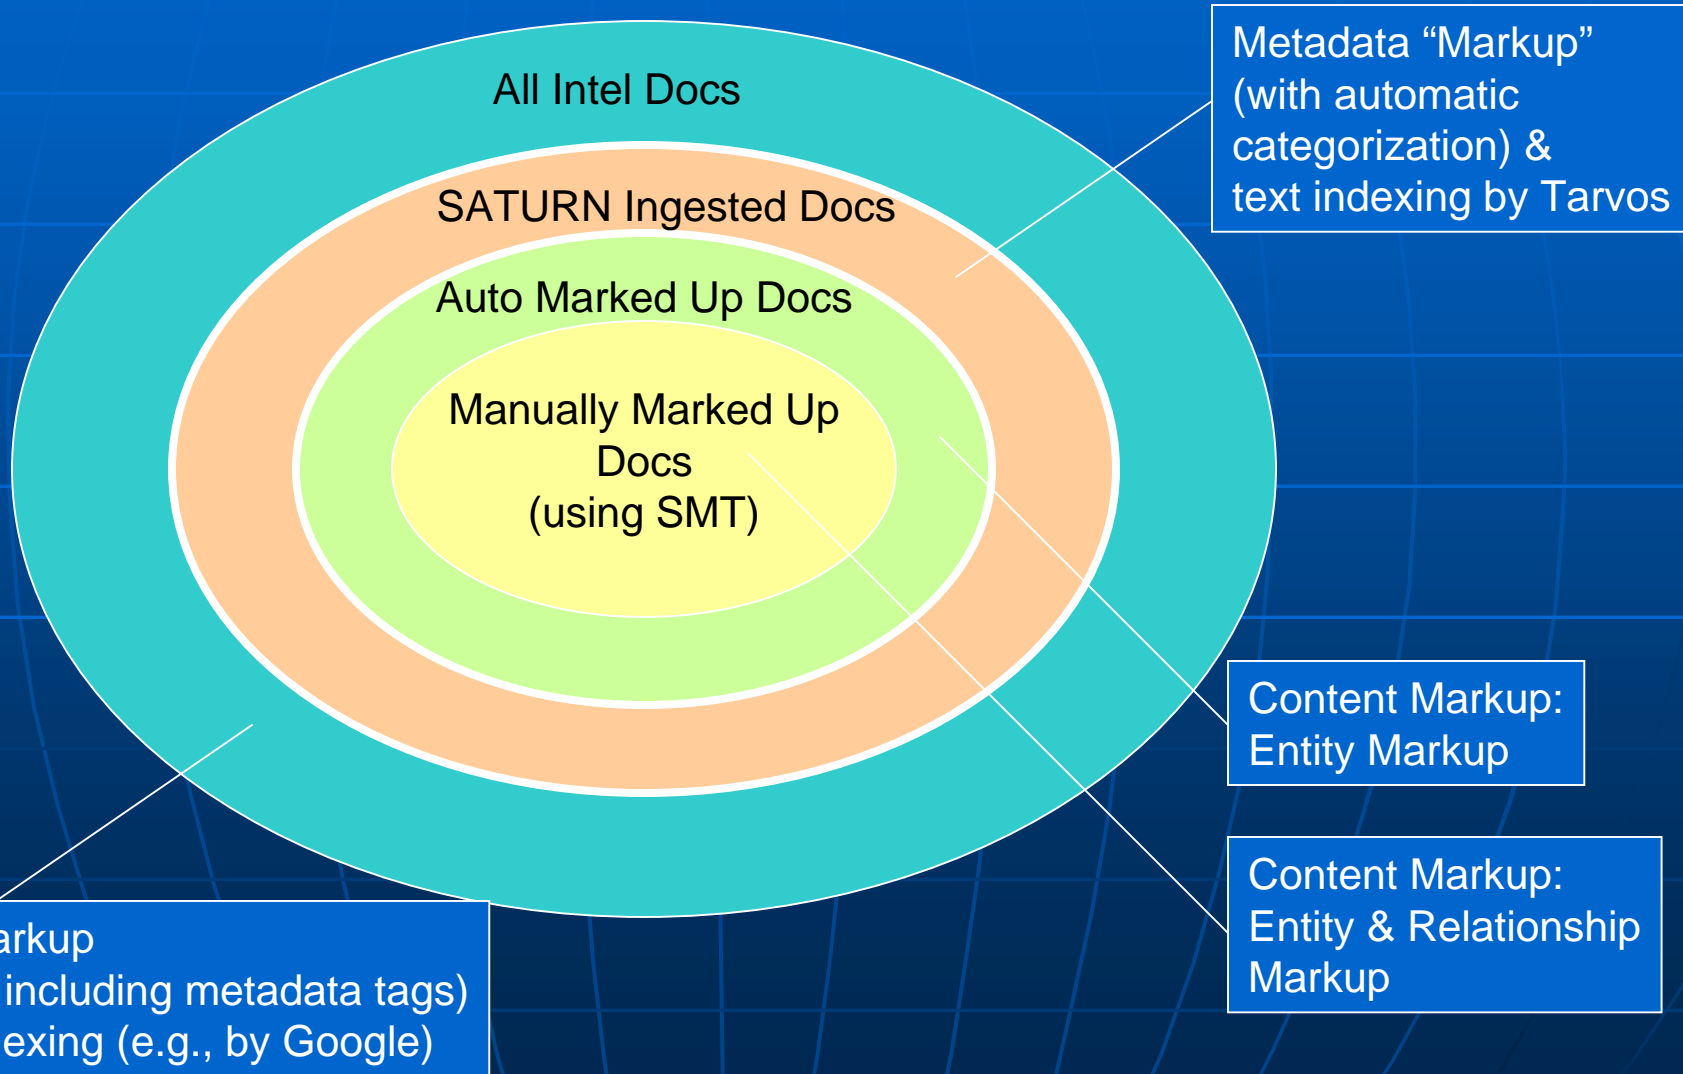 All Intel Docs
SATURN Ingested Docs
Auto Marked Up Docs
Manually Marked Up
Docs
(using SMT)
Metadata “Markup”
(with automatic
categorization) &
text indexing by Tarvos
Content Markup:
Entity Markup
Content Markup:
Entity & Relationship
Markup
arkup
including metadata tags)
exing (e.g., by Google)